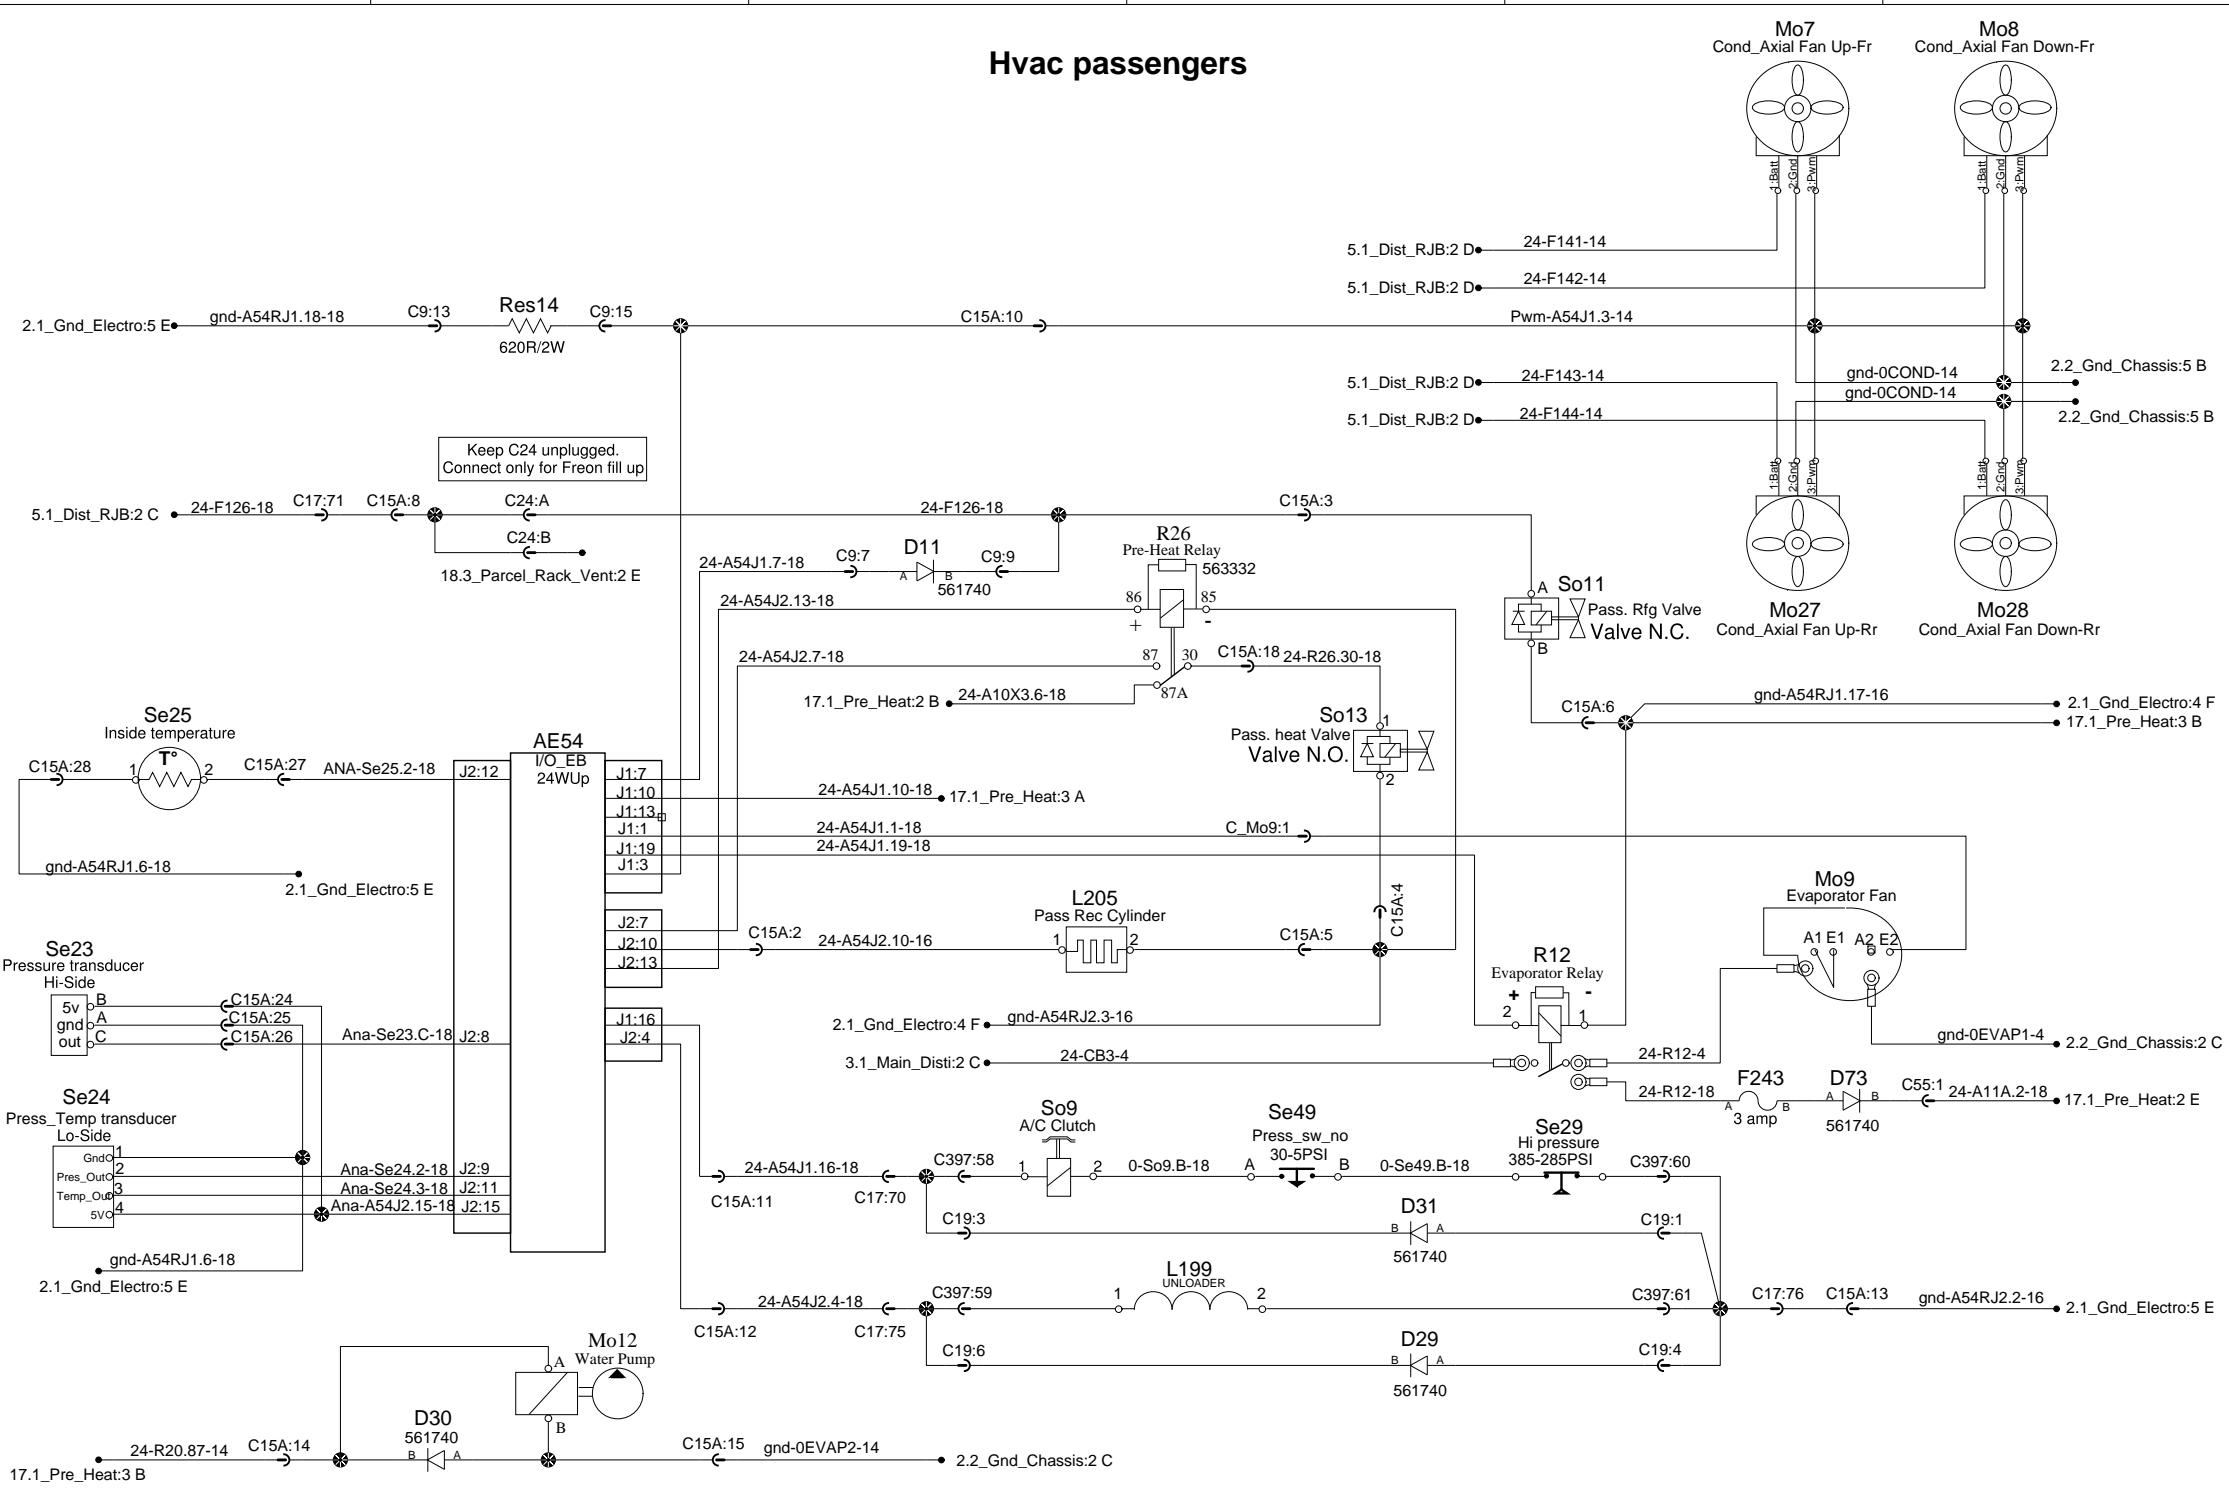 Hvac passengers
Mo7
Cond_Axial Fan Up-Fr
Mo8
Cond_Axial Fan Down-Fr
1:Batt
2:Gnd
3:Pwm
1:Batt
2:Gnd
3:Pwm
5.1_Dist_RJB:2 D
24-F141-14
5.1_Dist_RJB:2 D
24-F142-14
2.1_Gnd_Electro:5 E
gnd-A54RJ1.18-18
C9:13
Res14
620R/2W
C9:15
C15A:10
Pwm-A54J1.3-14
5.1_Dist_RJB:2 D
24-F143-14
gnd-0COND-14
2.2_Gnd_Chassis:5 B
gnd-0COND-14
2.2_Gnd_Chassis:5 B
5.1_Dist_RJB:2 D
24-F144-14
Keep C24 unplugged.
Connect only for Freon fill up
1:Batt
2:Gnd
3:Pwm
1:Batt
2:Gnd
3:Pwm
5.1_Dist_RJB:2 C
24-F126-18
C17:71
C15A:8
C24:A
24-F126-18
C15A:3
C24:B
18.3_Parcel_Rack_Vent:2 E
24-A54J1.7-18
C9:7
D11
A
B
561740
C9:9
R26
Pre-Heat Relay
563332
24-A54J2.13-18
86
85
+
-
So11
A
Pass. Rfg Valve
Valve N.C.
B
Mo27
Cond_Axial Fan Up-Rr
Mo28
Cond_Axial Fan Down-Rr
24-A54J2.7-18
87
30
C15A:18
24-R26.30-18
87A
17.1_Pre_Heat:2 B
24-A10X3.6-18
C15A:6
gnd-A54RJ1.17-16
2.1_Gnd_Electro:4 F
17.1_Pre_Heat:3 B
So13
1
Pass. heat Valve
Valve N.O.
2
Se25
Inside temperature
T°
C15A:28
1
2
C15A:27
ANA-Se25.2-18
J2:12
AE54
I/O_EB
24WUp
J1:7
J1:10
24-A54J1.10-18
17.1_Pre_Heat:3 A
J1:13
J1:1
24-A54J1.1-18
C_Mo9:1
J1:19
24-A54J1.19-18
J1:3
gnd-A54RJ1.6-18
2.1_Gnd_Electro:5 E
Mo9
Evaporator Fan
A1
E1
A2
E2
J2:7
J2:10
J2:13
C15A:2
24-A54J2.10-16
L205
Pass Rec Cylinder
1
2
C15A:5
C15A:4
Se23
Pressure transducer
Hi-Side
5v
B
C15A:24
gnd
A
C15A:25
out
C
C15A:26
Ana-Se23.C-18
J2:8
J1:16
J2:4
R12
Evaporator Relay
+
-
2
1
2.1_Gnd_Electro:4 F
gnd-A54RJ2.3-16
3.1_Main_Disti:2 C
24-CB3-4
24-R12-4
gnd-0EVAP1-4
2.2_Gnd_Chassis:2 C
24-R12-18
F243
A
B
3 amp
D73
A
B
561740
C55:1
24-A11A.2-18
17.1_Pre_Heat:2 E
Se24
Press_Temp transducer
Lo-Side
Gnd
1
Pres_Out
2
Ana-Se24.2-18
J2:9
Temp_Out
3
Ana-Se24.3-18
J2:11
5V
4
Ana-A54J2.15-18
J2:15
gnd-A54RJ1.6-18
2.1_Gnd_Electro:5 E
C15A:11
24-A54J1.16-18
C17:70
C397:58
So9
A/C Clutch
1
2
0-So9.B-18
Se49
Press_sw_no
30-5PSI
A
B
0-Se49.B-18
Se29
Hi pressure
385-285PSI
C397:60
C19:3
D31
B
A
561740
C19:1
C15A:12
24-A54J2.4-18
C17:75
C397:59
L199
UNLOADER
1
2
C397:61
C17:76
C15A:13
gnd-A54RJ2.2-16
2.1_Gnd_Electro:5 E
C19:6
D29
B
A
561740
C19:4
Mo12
Water Pump
A
B
17.1_Pre_Heat:3 B
24-R20.87-14
C15A:14
D30
561740
B
A
C15A:15
gnd-0EVAP2-14
2.2_Gnd_Chassis:2 C